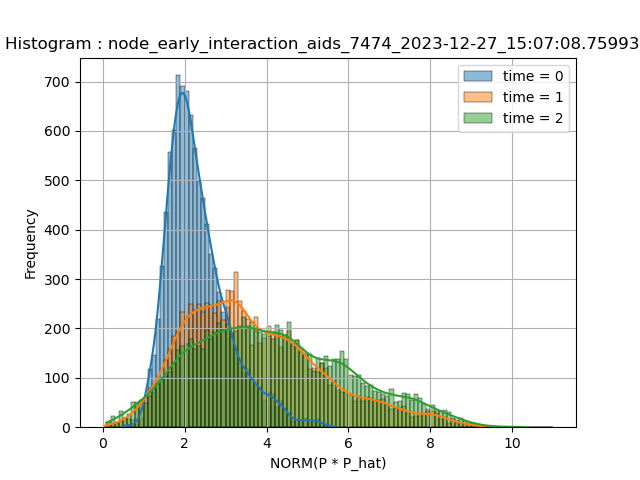 Histogram : node_early_interaction_aids_7474_2023-12-27_15:07:08.75993
700
600
500
400
300
200
100
0
Frequency
time = 0
time = 1
time = 2
0 2 4 6 8 10
NORM(P * P_hat)